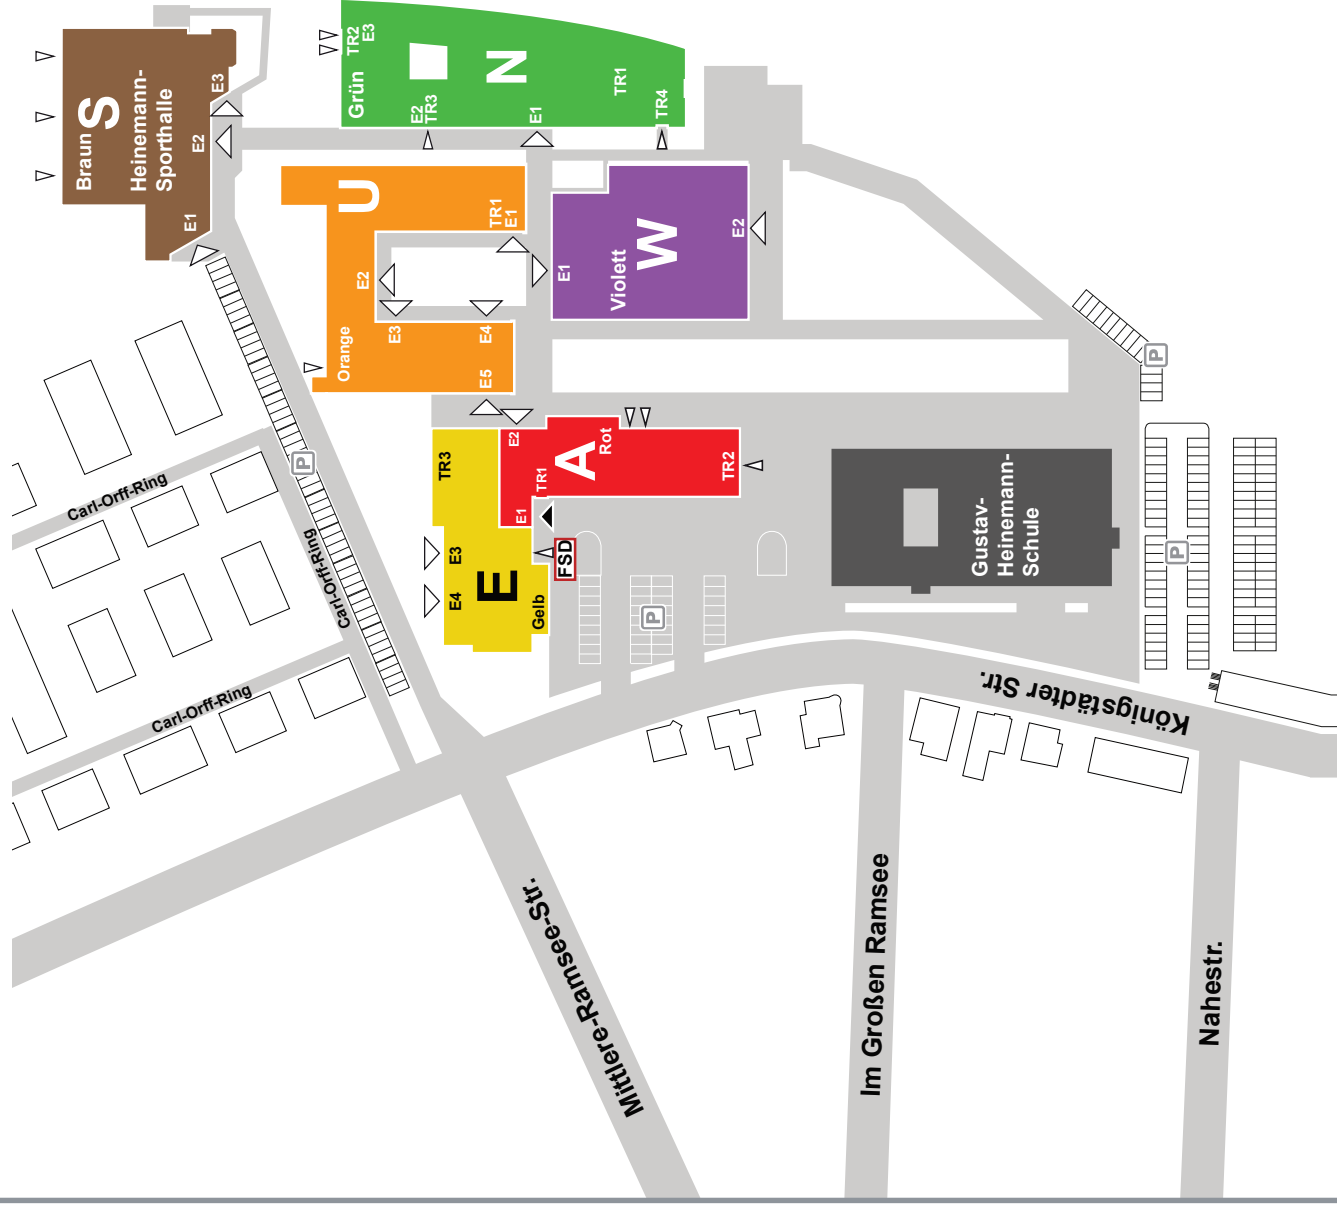 Braun
S
Heinemann-
Sporthalle
E1
E2
E3
Grün
N
TR2
E3
E2
TR3
E1
TR1
TR4
U
Orange
TR1
E1
E2
E3
E4
E5
W
Violett
E1
E2
A
Rot
E2
TR1
E1
TR2
E
Gelb
TR3
E3
E4
FSD
Gustav-
Heinemann-
Schule
P
P
P
P
Carl-Orff-Ring
Carl-Orff-Ring
Carl-Orff-Ring
Königstädter Str.
Mittlere-Ramsee-Str.
Im Großen Ramsee
Nahestr.